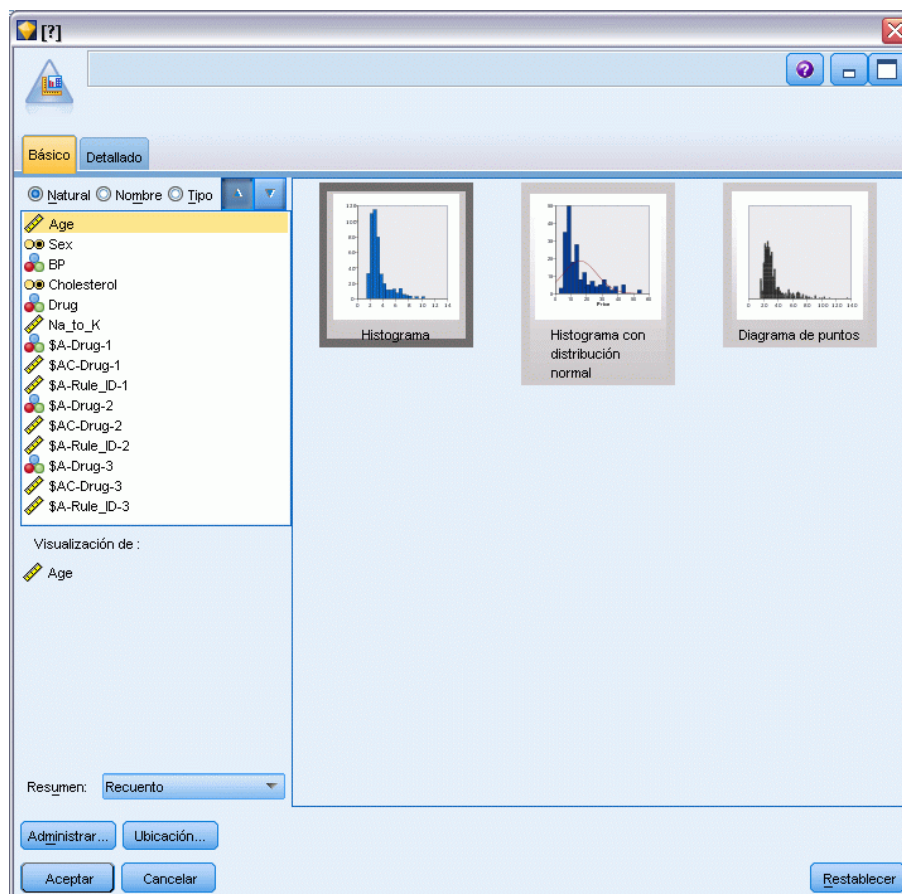 [?]
Básico
Detallado
Natural Nombre Tipo
Age
Sex
BP
Cholesterol
Drug
Na_to_K
$A-Drug-1
$AC-Drug-1
$A-Rule_ID-1
$A-Drug-2
$AC-Drug-2
$A-Rule_ID-2
$A-Drug-3
$AC-Drug-3
$A-Rule_ID-3
Visualización de :
Age
Resumen: Recuento
Administrar... Ubicación...
Aceptar Cancelar
Histograma
Histograma con
distribución
normal
Diagrama de puntos
Restablecer